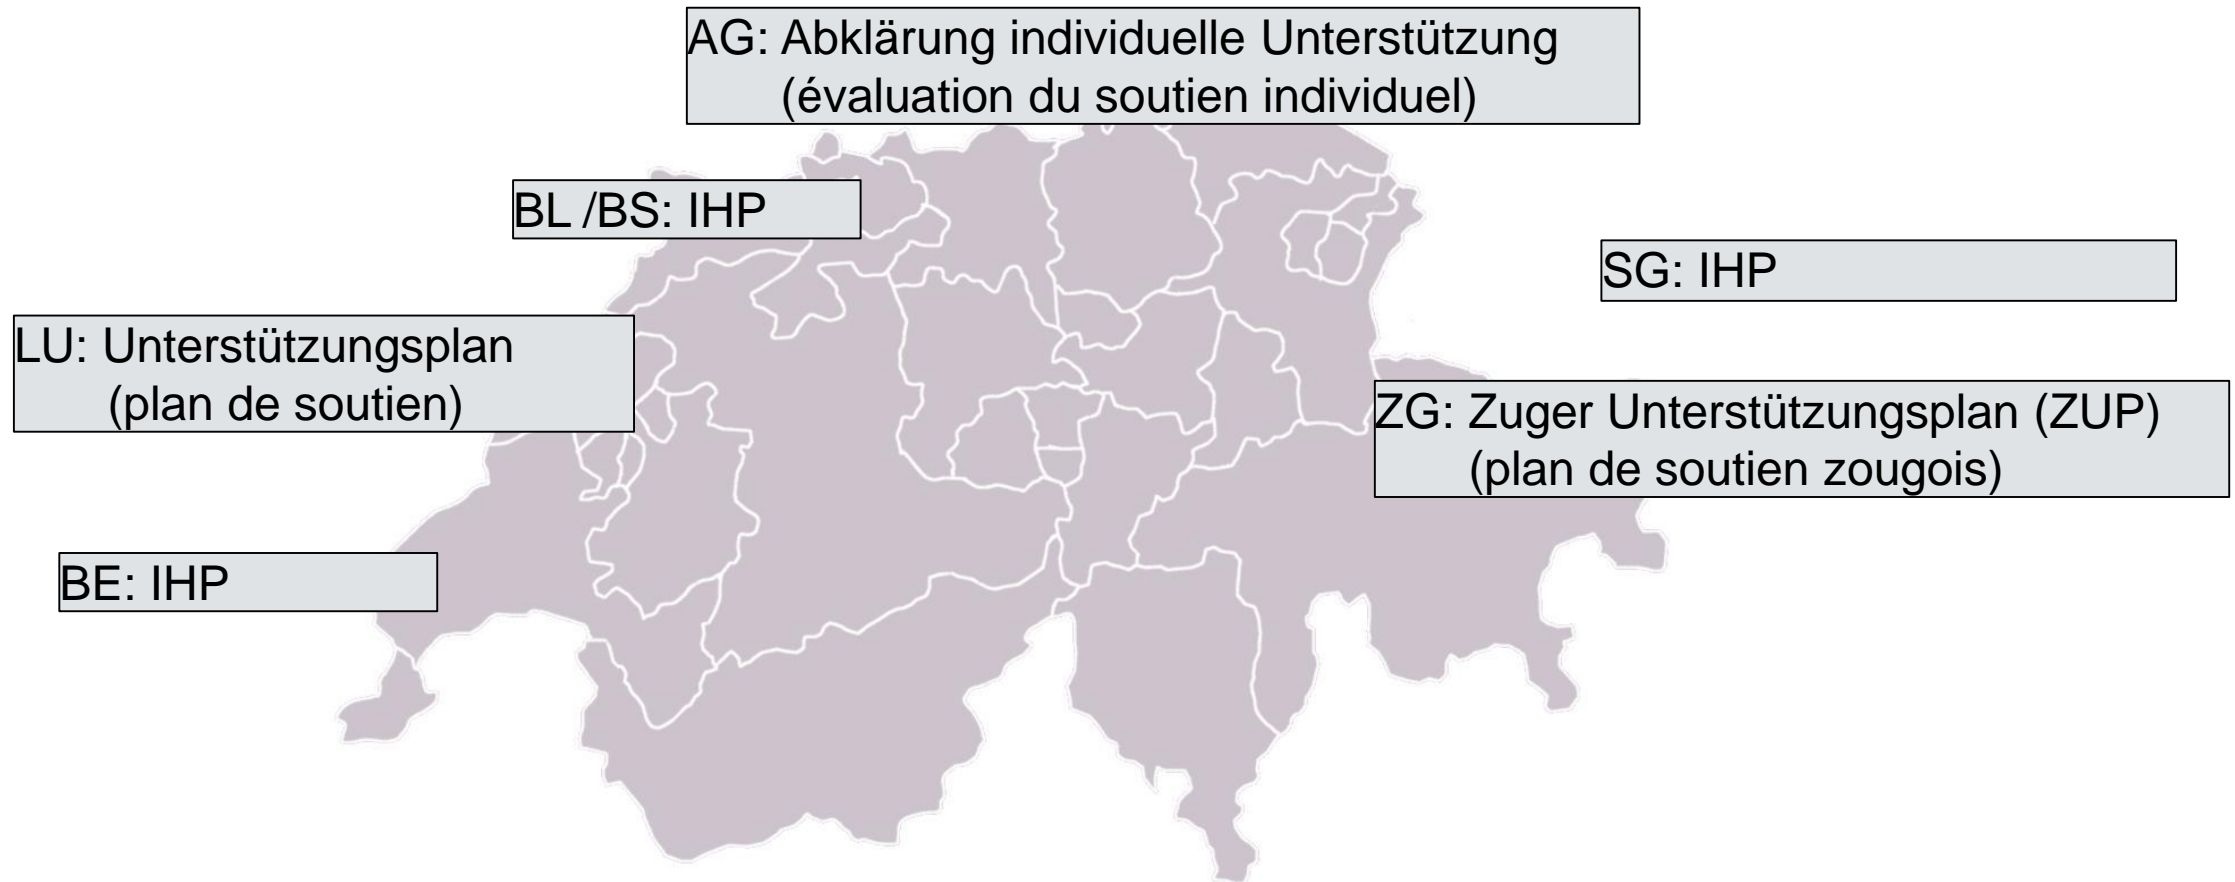 AG: Abklärung individuelle Unterstützung
(évaluation du soutien individuel)
BL /BS: IHP
SG: IHP
LU: Unterstützungsplan
(plan de soutien)
ZG: Zuger Unterstützungsplan (ZUP)
(plan de soutien zougois)
BE: IHP